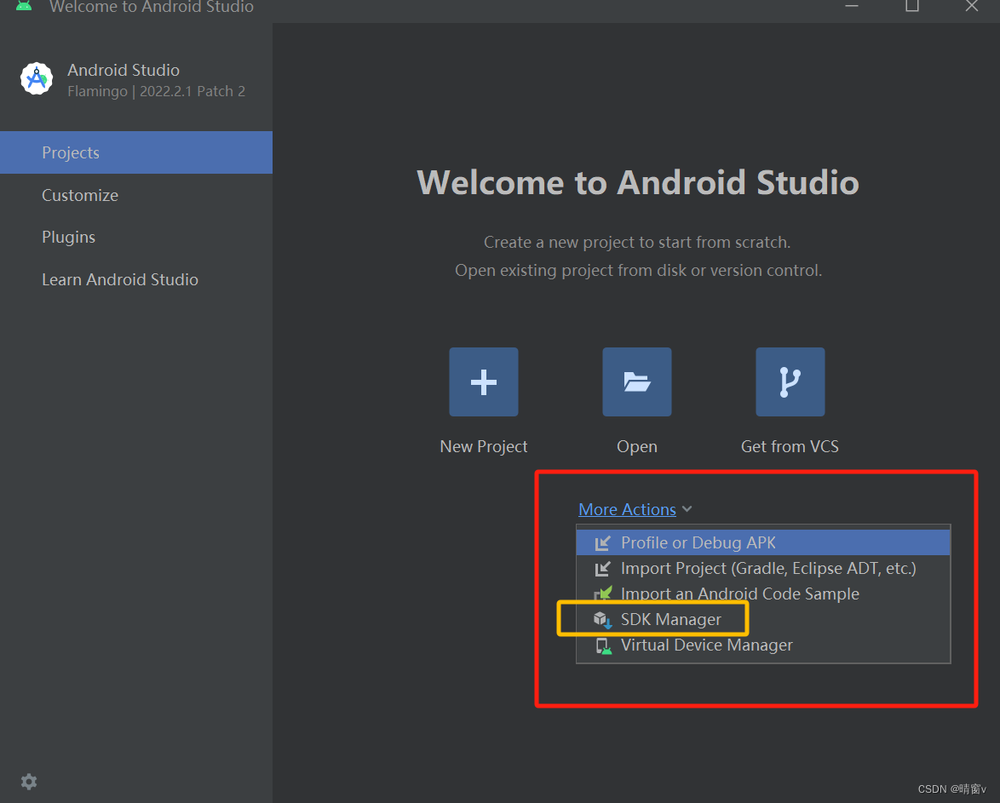 Welcome to Android Studio
Android Studio
Flamingo | 2022.2.1 Patch 2
Projects
Customize
Plugins
Learn Android Studio
Welcome to Android Studio
Create a new project to start from scratch.
Open existing project from disk or version control.
New Project
Open
Get from VCS
More Actions
Profile or Debug APK
Import Project (Gradle, Eclipse ADT, etc.)
Import an Android Code Sample
SDK Manager
Virtual Device Manager
CSDN @晴窗v